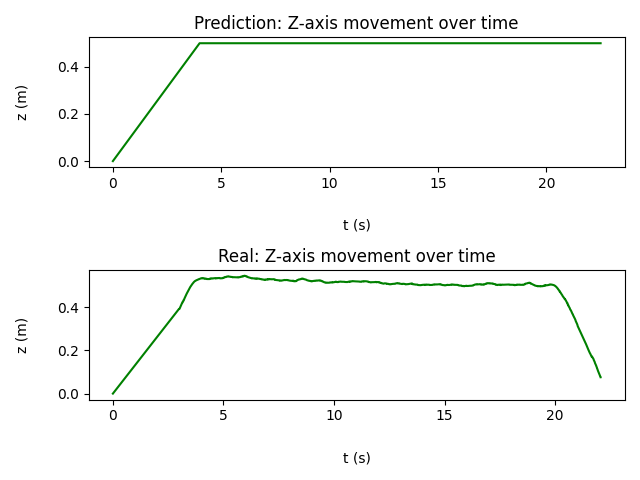 Prediction: Z-axis movement over time
z (m)
0.4
0.2
0.0
0 5 10 15 20
t (s)
Real: Z-axis movement over time
z (m)
0.4
0.2
0.0
0 5 10 15 20
t (s)